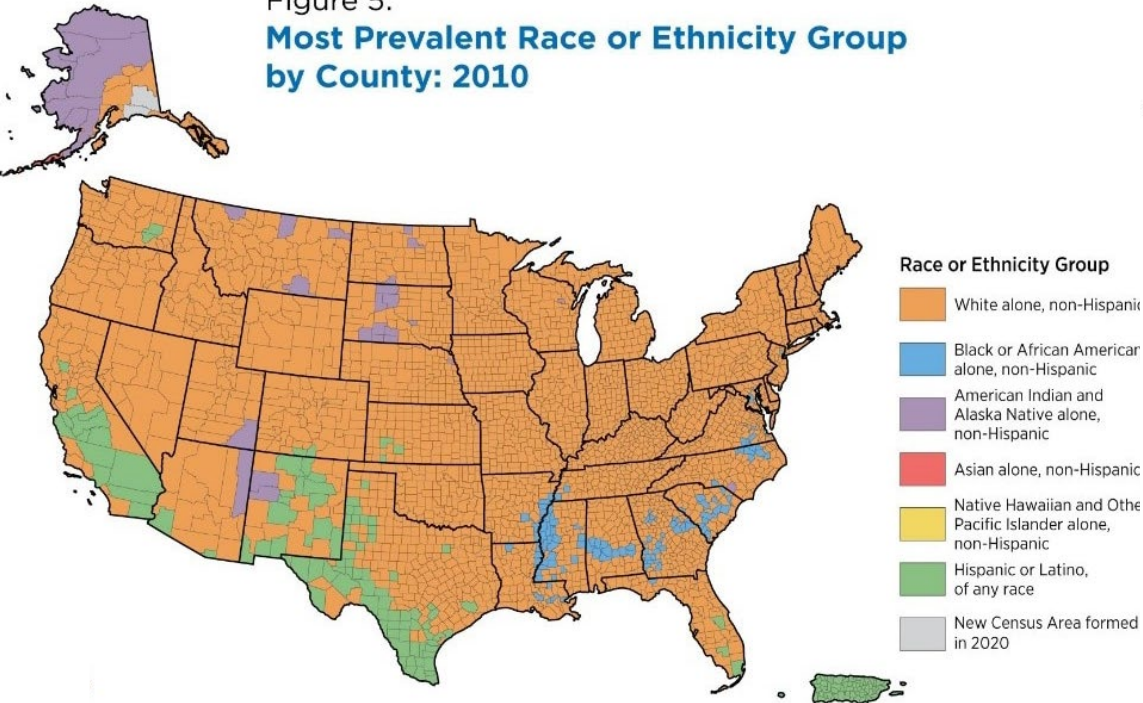 Figure 5.
Most Prevalent Race or Ethnicity Group
by County: 2010
Race or Ethnicity Group
White alone, non-Hispanic
Black or African American
alone, non-Hispanic
American Indian and
Alaska Native alone,
non-Hispanic
Asian alone, non-Hispanic
Native Hawaiian and Othe
Pacific Islander alone,
non-Hispanic
Hispanic or Latino,
of any race
New Census Area formed
in 2020